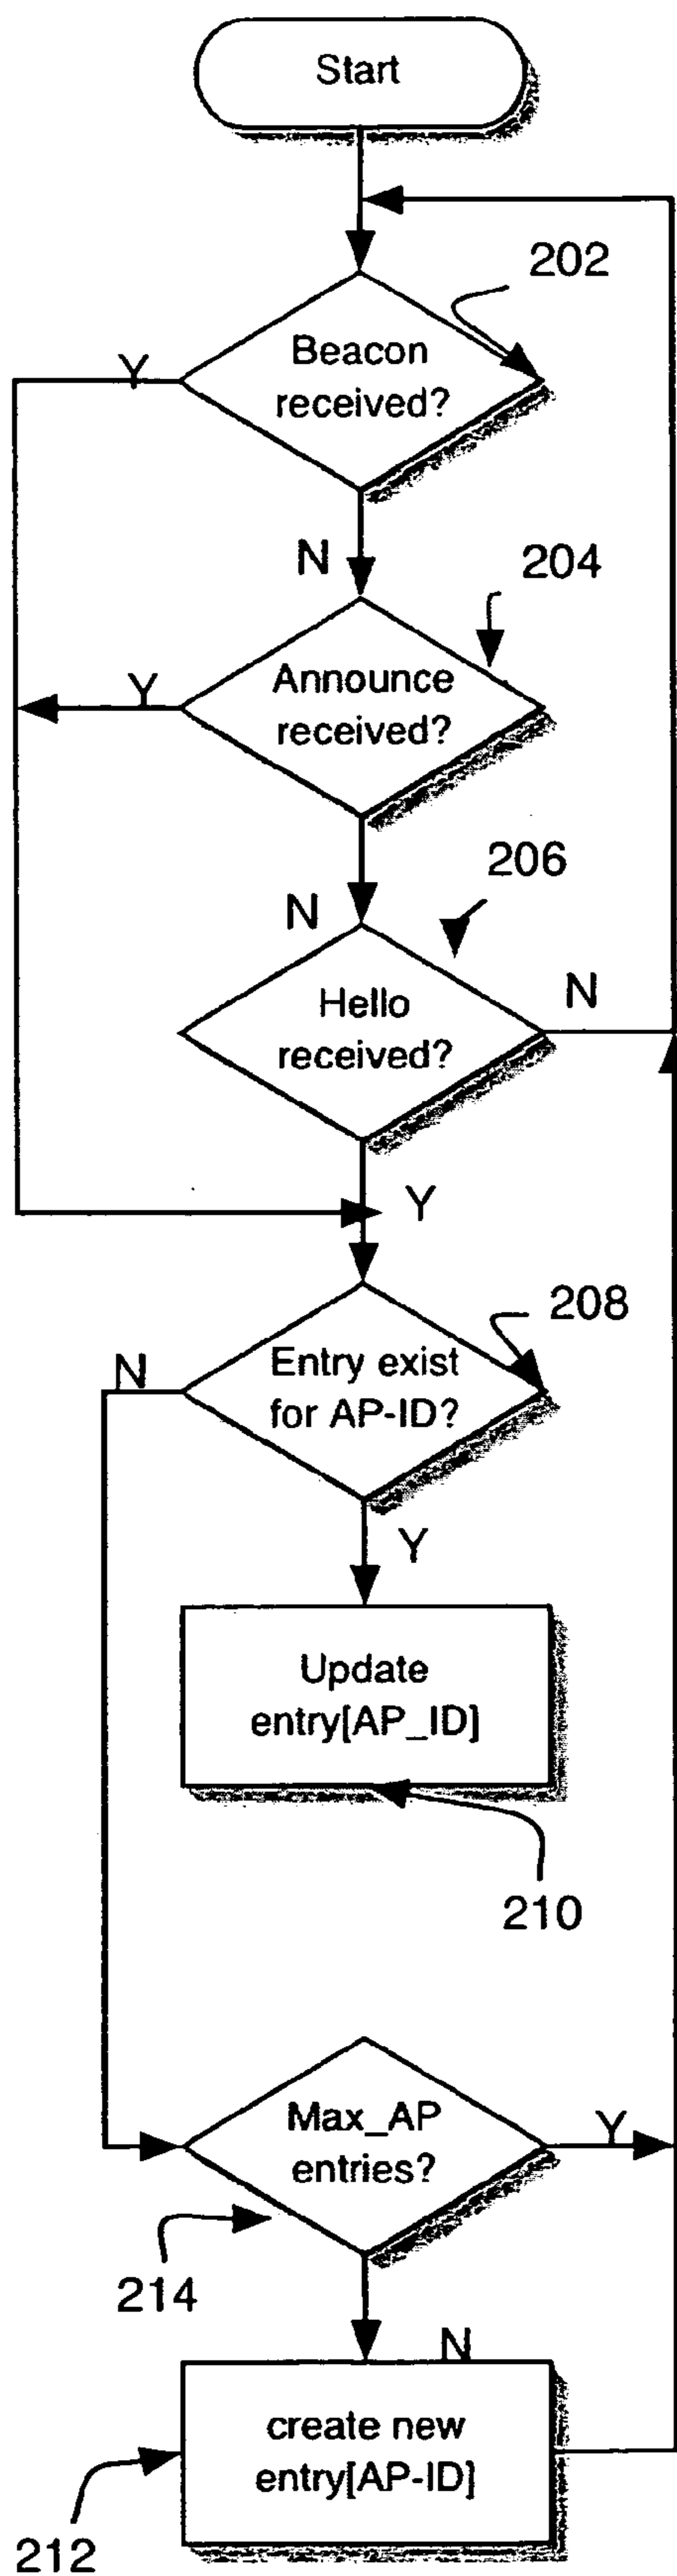 Start
202
Beacon
received?
Y
N
204
Announce
received?
Y
206
N
Hello
received?
N
Y
208
Entry exist
for AP-ID?
N
Y
Update
entry[AP_ID]
210
Max_AP
entries?
Y
214
N
create new
entry[AP-ID]
212